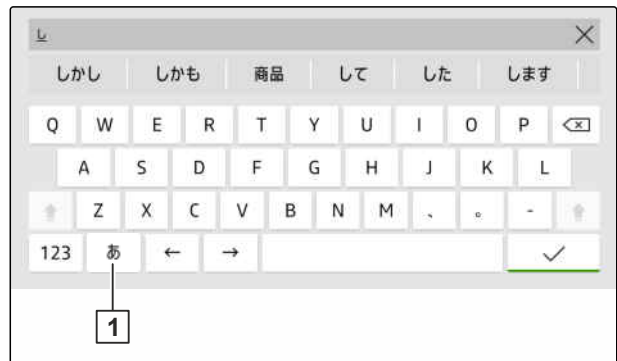 し
しかし しかも 商品 して した します
Q W E R T Y U I O P
A S D F G H J K L
Z X C V B N M 、 。 -
123 あ ← →
1